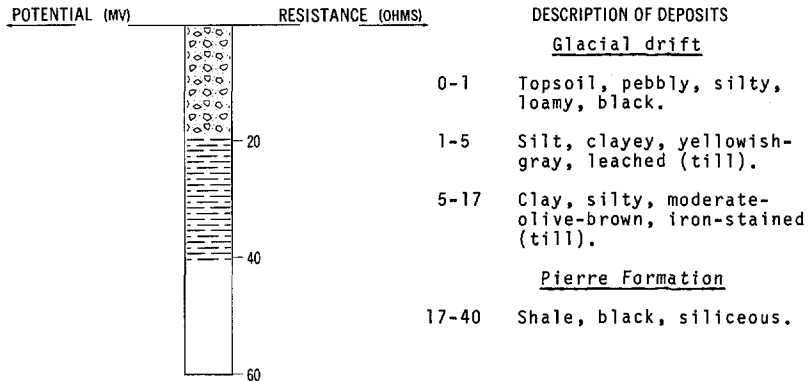 POTENTIAL (MV) RESISTANCE (OHMS) DESCRIPTION OF DEPOSITS
Glacial drift
0-1 Topsoil, pebbly, silty,
loamy, black.
20
1-5 Silt, clayey, yellowish-
gray, leached (till).
5-17 Clay, silty, moderate-
olive-brown, iron-stained
(till).
40
Pierre Formation
17-40 Shale, black, siliceous.
60